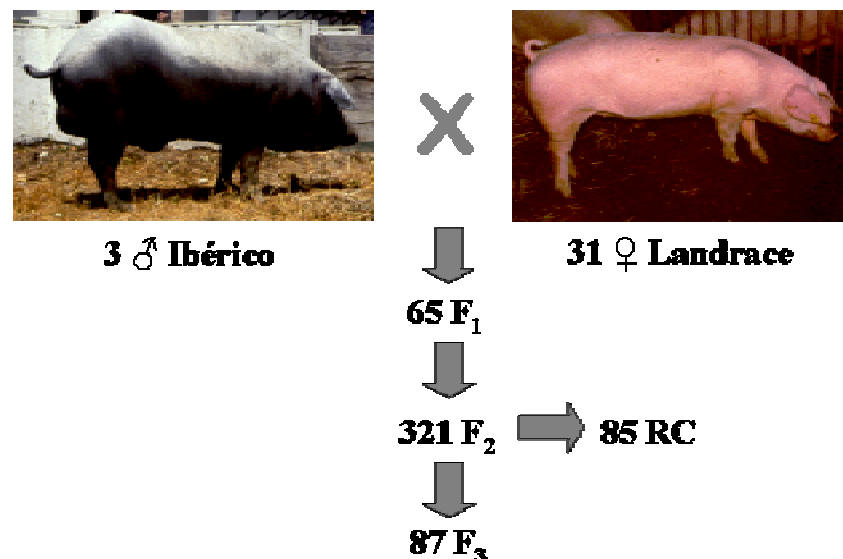 3 ♂ Ibérico
31 ♀ Landrace
65 F₁
321 F₂
85 RC
87 F₃